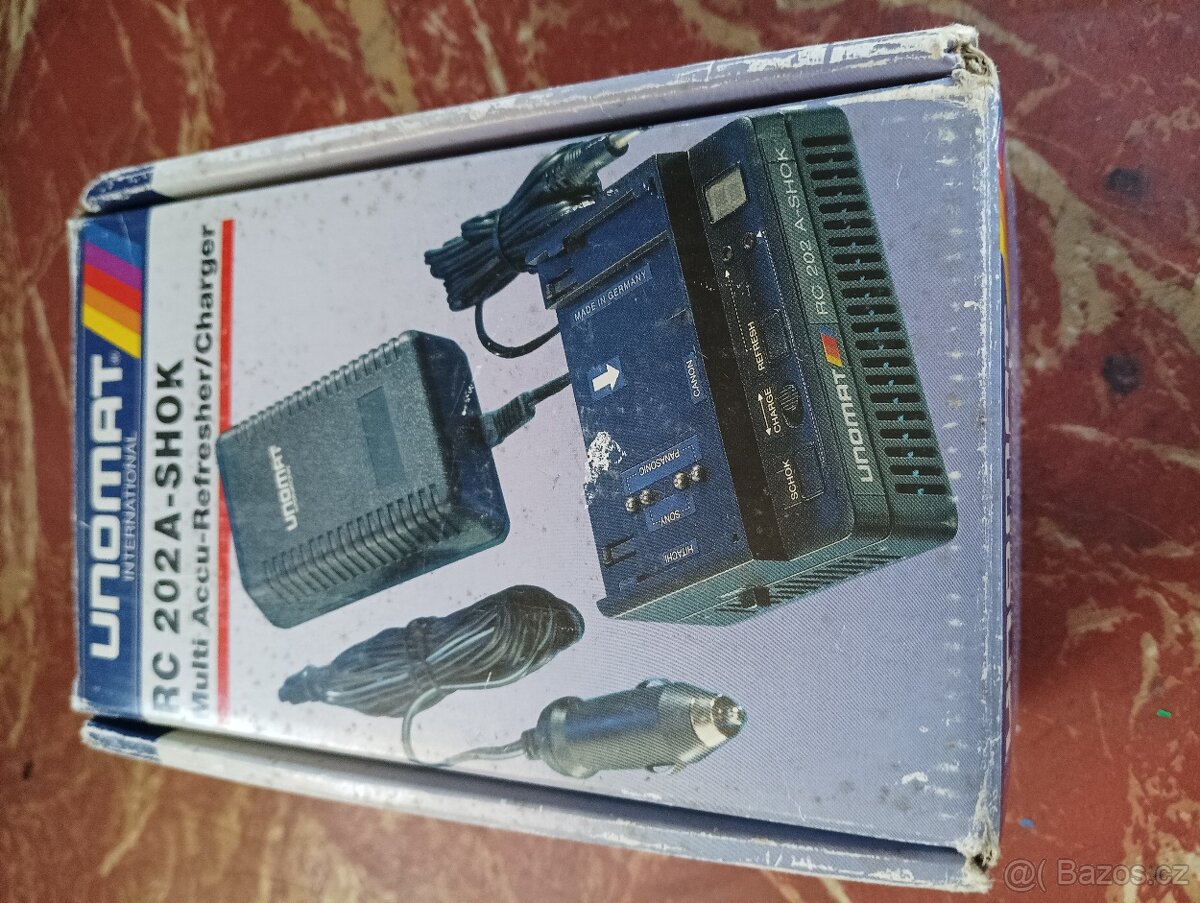 UNOMAT®
INTERNATIONAL
RC 202A-SHOK
Multi Accu-Refresher/Charger
UNOMAT
MADE IN GERMANY
CANON
PANASONIC
SONY
HITACHI
REFRESH
CHARGE
SCHOK
UNOMAT RC 202 A-SHOK
@( Bazos.cz